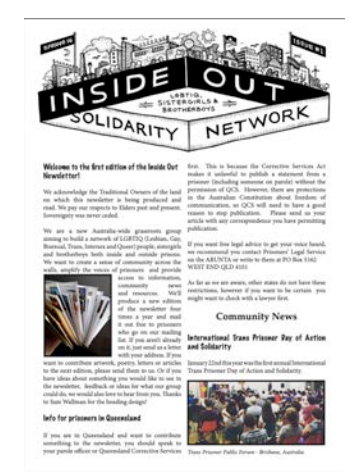 SPRING 16
ISSUE #1
INSIDE OUT
LGBTIQ,
SISTERGIRLS &
BROTHERBOYS
SOLIDARITY NETWORK
Welcome to the first edition of the Inside Out
Newsletter!
We acknowledge the Traditional Owners of the land
on which this newsletter is being produced and
read. We pay our respects to Elders past and present.
Sovereignty was never ceded.
We are a new Australia-wide grassroots group
aiming to build a network of LGBTIQ (Lesbian, Gay,
Bisexual, Trans, Intersex and Queer) people, sistergirls
and brotherboys both inside and outside prisons.
We want to create a sense of community across the
walls, amplify the voices of prisoners and provide
access to information,
community news
and resources. We'll
produce a new edition
of the newsletter four
times a year and mail
it out free to prisoners
who go on our mailing
list. If you aren't already
on it, just send us a letter
with your address. If you
want to contribute artwork, poetry, letters or articles
to the next edition, please send them to us. Or if you
have ideas about something you would like to see in
the newsletter, feedback or ideas for what our group
could do, we would also love to hear from you. Thanks
to Sam Wallman for the heading design!
Info for prisoners in Queensland
If you are in Queensland and want to contribute
something to the newsletter, you should speak to
your parole officer or Queensland Corrective Services
first. This is because the Corrective Services Act
makes it unlawful to publish a statement from a
prisoner (including someone on parole) without the
permission of QCS. However, there are protections
in the Australian Constitution about freedom of
communication, so QCS will need to have a good
reason to stop publication. Please send us your
article with any correspondence you have permitting
publication.
If you want free legal advice to get your voice heard,
we recommend you contact Prisoners' Legal Service
on the ARUNTA or write to them at PO Box 5162
WEST END QLD 4101
As far as we are aware, other states do not have these
restrictions, however if you want to be certain you
might want to check with a lawyer first.
Community News
International Trans Prisoner Day of Action
and Solidarity
January 22nd this year was the first annual International
Trans Prisoner Day of Action and Solidarity.
Trans Prisoner Public Forum - Brisbane, Australia